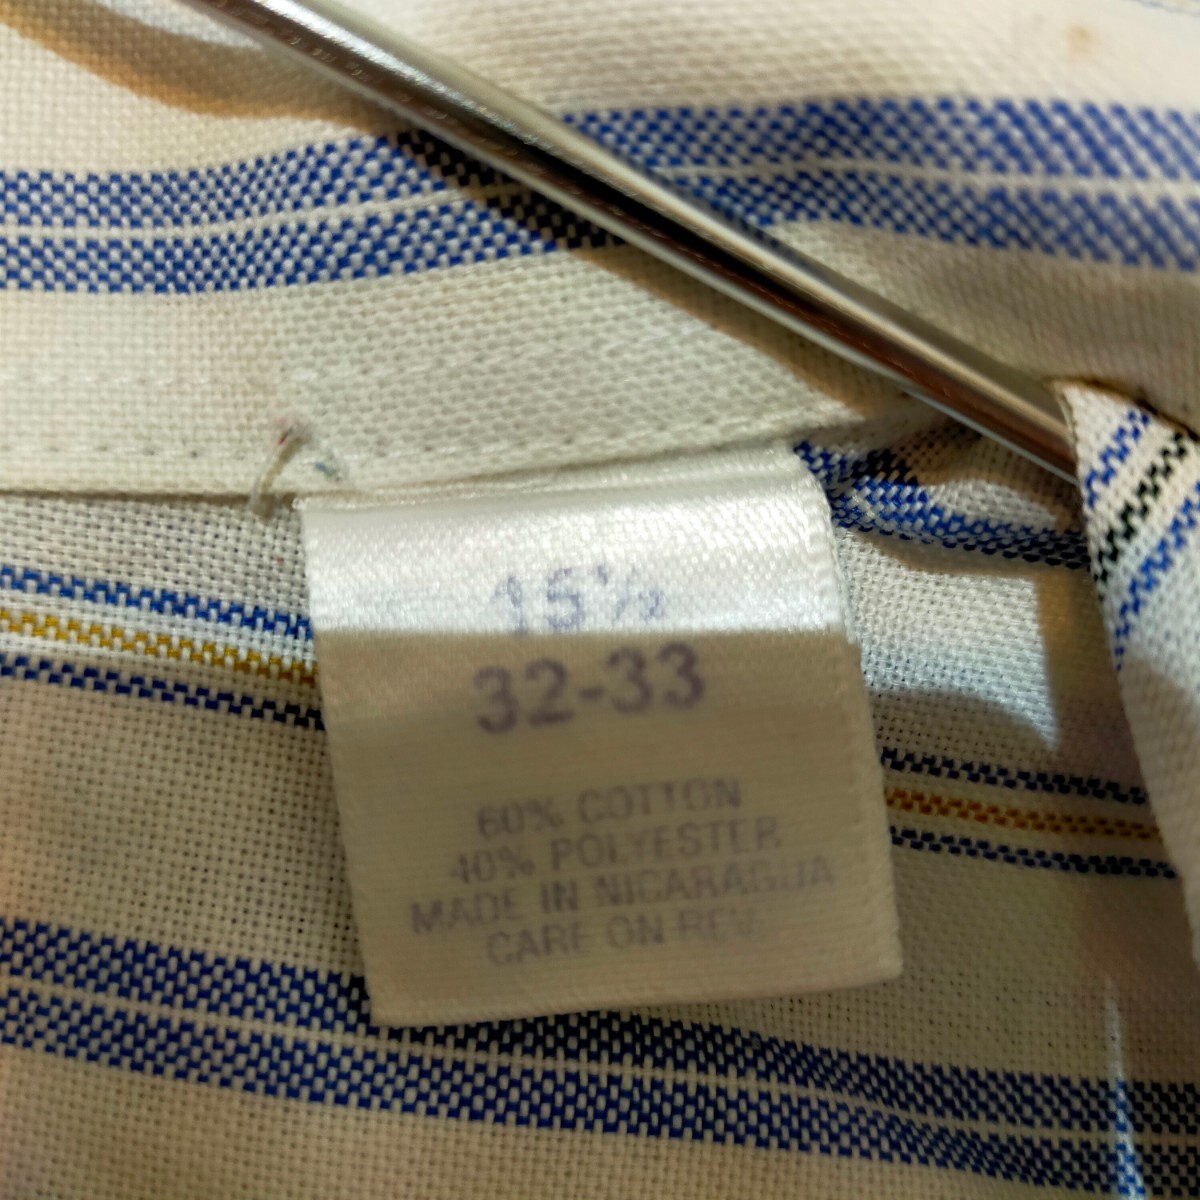 15½
32-33
60% COTTON
40% POLYESTER
MADE IN NICARAGUA
CARE ON REV.